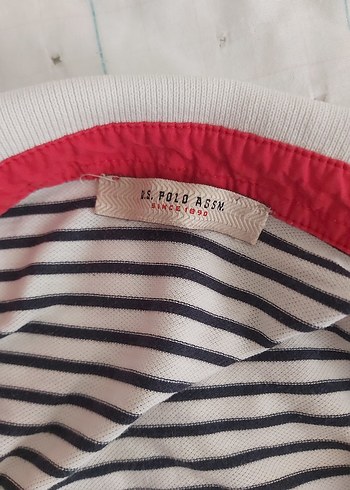 U.S. POLO ASSN.
SINCE 1890